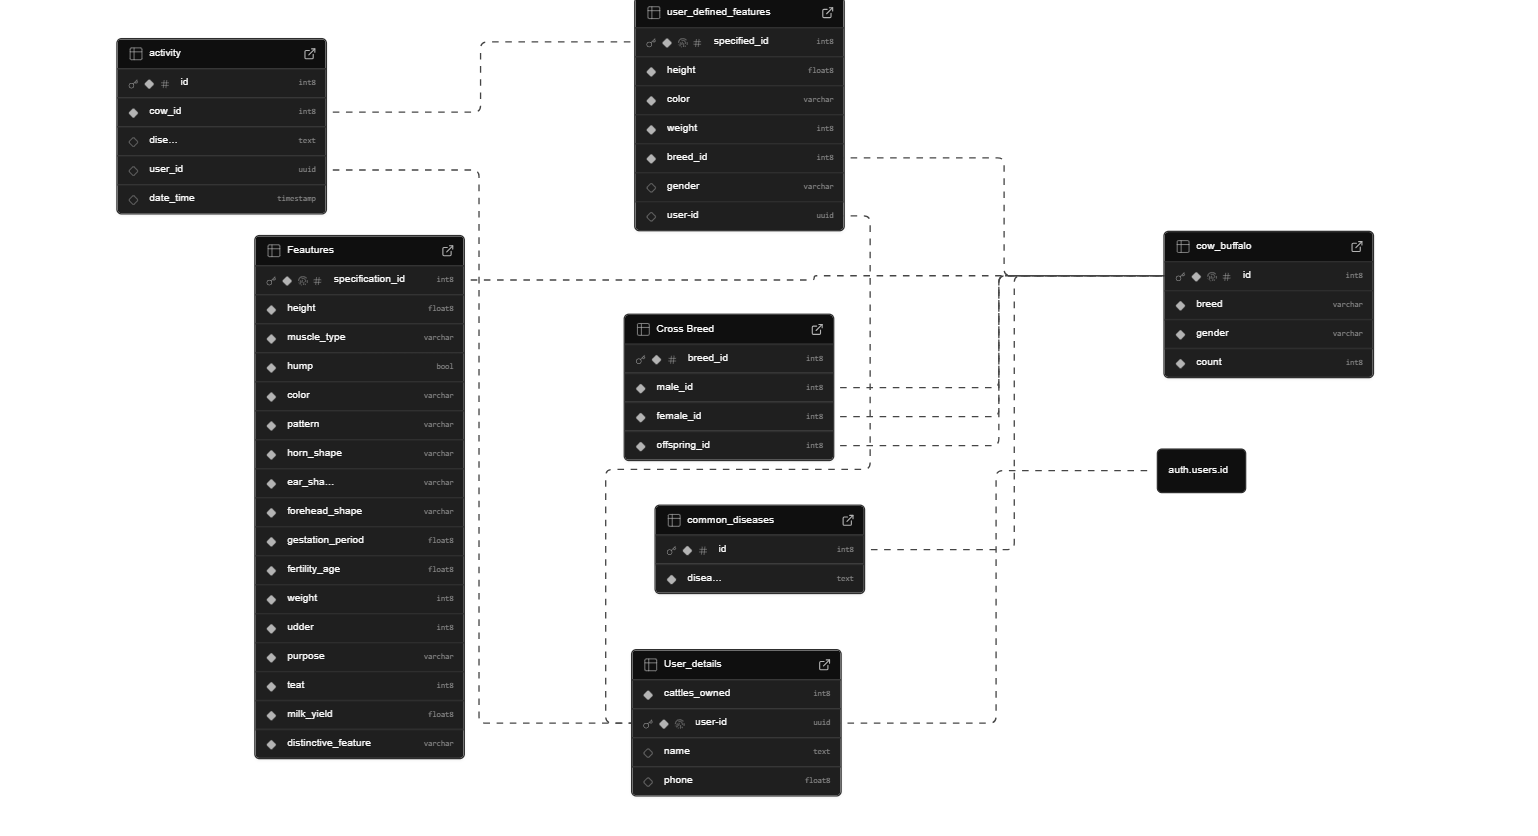 user_defined_features
specified_id int8
height float8
color varchar
weight int8
breed_id int8
gender varchar
user-id uuid
activity
id int8
cow_id int8
dise... text
user_id uuid
date_time timestamp
Feautures
specification_id int8
height float8
muscle_type varchar
hump bool
color varchar
pattern varchar
horn_shape varchar
ear_sha... varchar
forehead_shape varchar
gestation_period float8
fertility_age float8
weight int8
udder int8
purpose varchar
teat int8
milk_yield float8
distinctive_feature varchar
Cross Breed
breed_id int8
male_id int8
female_id int8
offspring_id int8
common_diseases
id int8
disea... text
User_details
cattles_owned int8
user-id uuid
name text
phone float8
cow_buffalo
id int8
breed varchar
gender varchar
count int8
auth.users.id